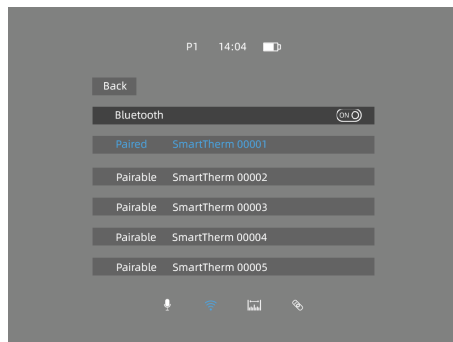 P1 14:04
Back
Bluetooth ON
Paired SmartTherm 00001
Pairable SmartTherm 00002
Pairable SmartTherm 00003
Pairable SmartTherm 00004
Pairable SmartTherm 00005